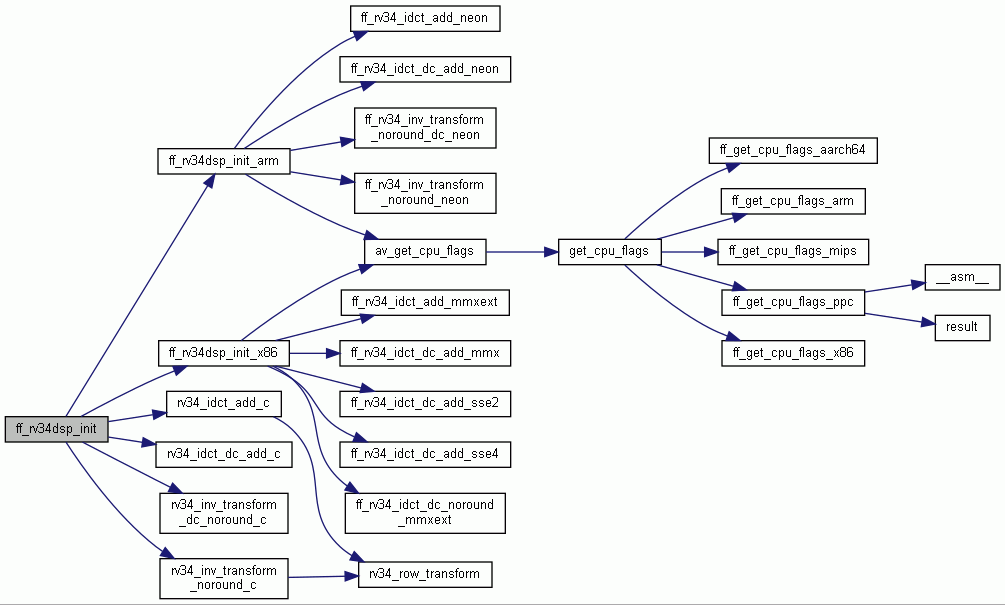 ff_rv34_idct_add_neon
ff_rv34_idct_dc_add_neon
ff_rv34_inv_transform
_noround_dc_neon
ff_rv34dsp_init_arm
ff_rv34_inv_transform
_noround_neon
av_get_cpu_flags
get_cpu_flags
ff_get_cpu_flags_aarch64
ff_get_cpu_flags_arm
ff_get_cpu_flags_mips
ff_get_cpu_flags_ppc
__asm__
result
ff_get_cpu_flags_x86
ff_rv34_idct_add_mmxext
ff_rv34dsp_init_x86
ff_rv34_idct_dc_add_mmx
rv34_idct_add_c
ff_rv34_idct_dc_add_sse2
ff_rv34dsp_init
rv34_idct_dc_add_c
ff_rv34_idct_dc_add_sse4
rv34_inv_transform
_dc_noround_c
ff_rv34_idct_dc_noround
_mmxext
rv34_inv_transform
_noround_c
rv34_row_transform